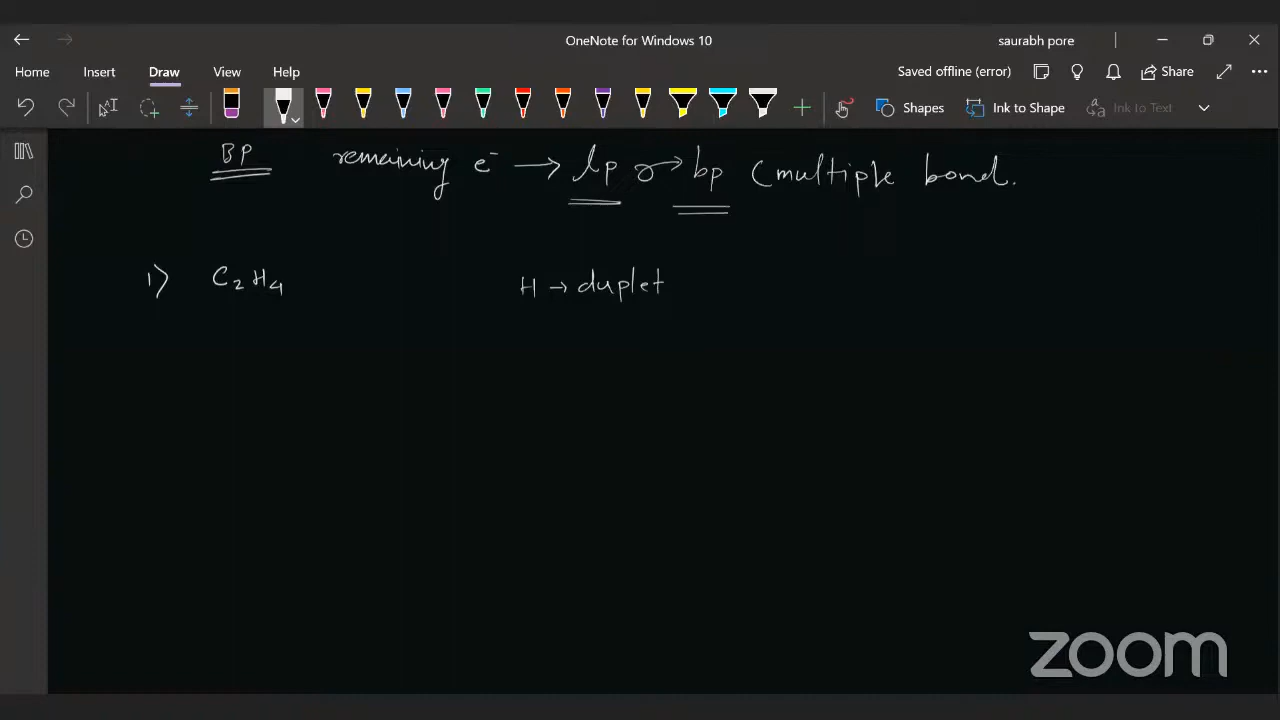 OneNote for Windows 10
saurabh pore
Home Insert Draw View Help
Saved offline (error)
Share
Shapes
Ink to Shape
Ink to Text
BP remaining e⁻ → lp or bp (multiple bond.
1) C₂H₄ H → duplet
zoom